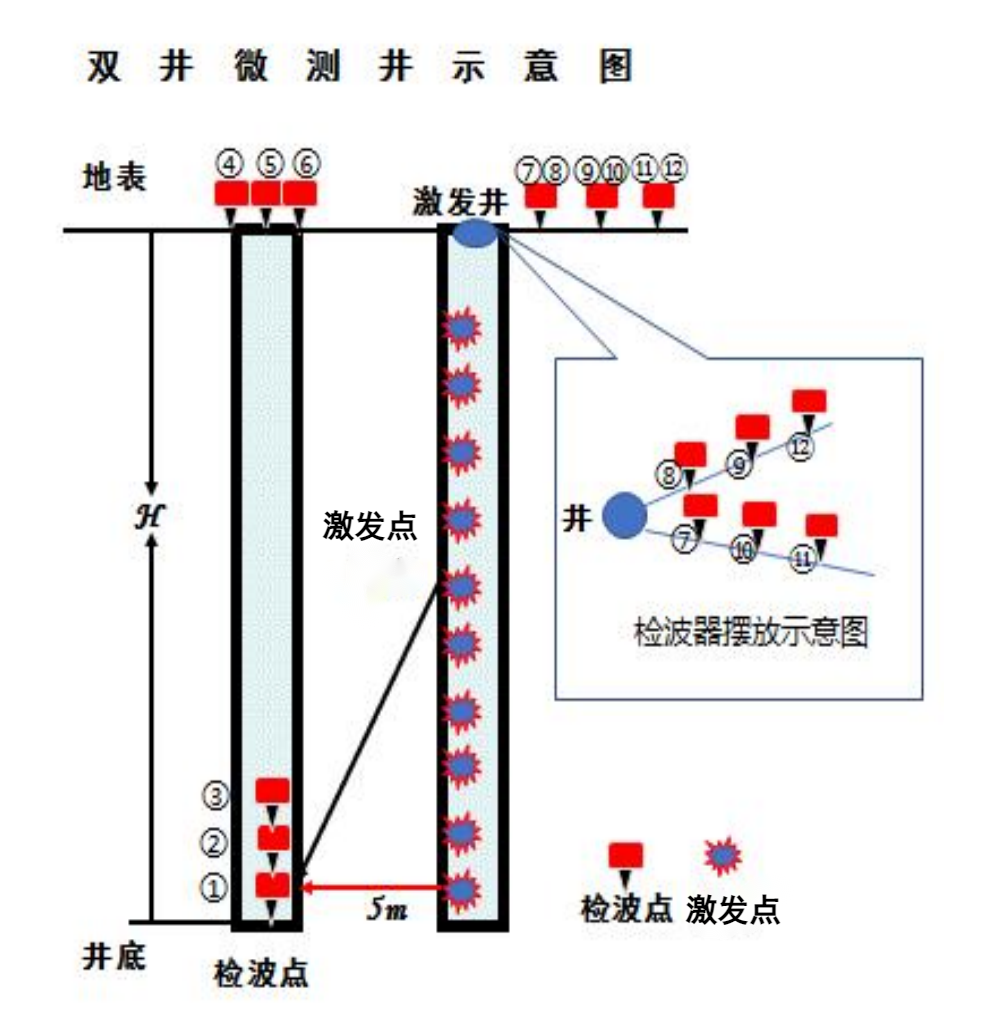 双井微测井示意图
④ ⑤ ⑥
⑦⑧ ⑨⑩ ⑪⑫
地表
激发井
H
激发点
⑧ ⑨ ⑫
井
⑦ ⑩ ⑪
检波器摆放示意图
③
②
①
5m
检波点 激发点
井底
检波点